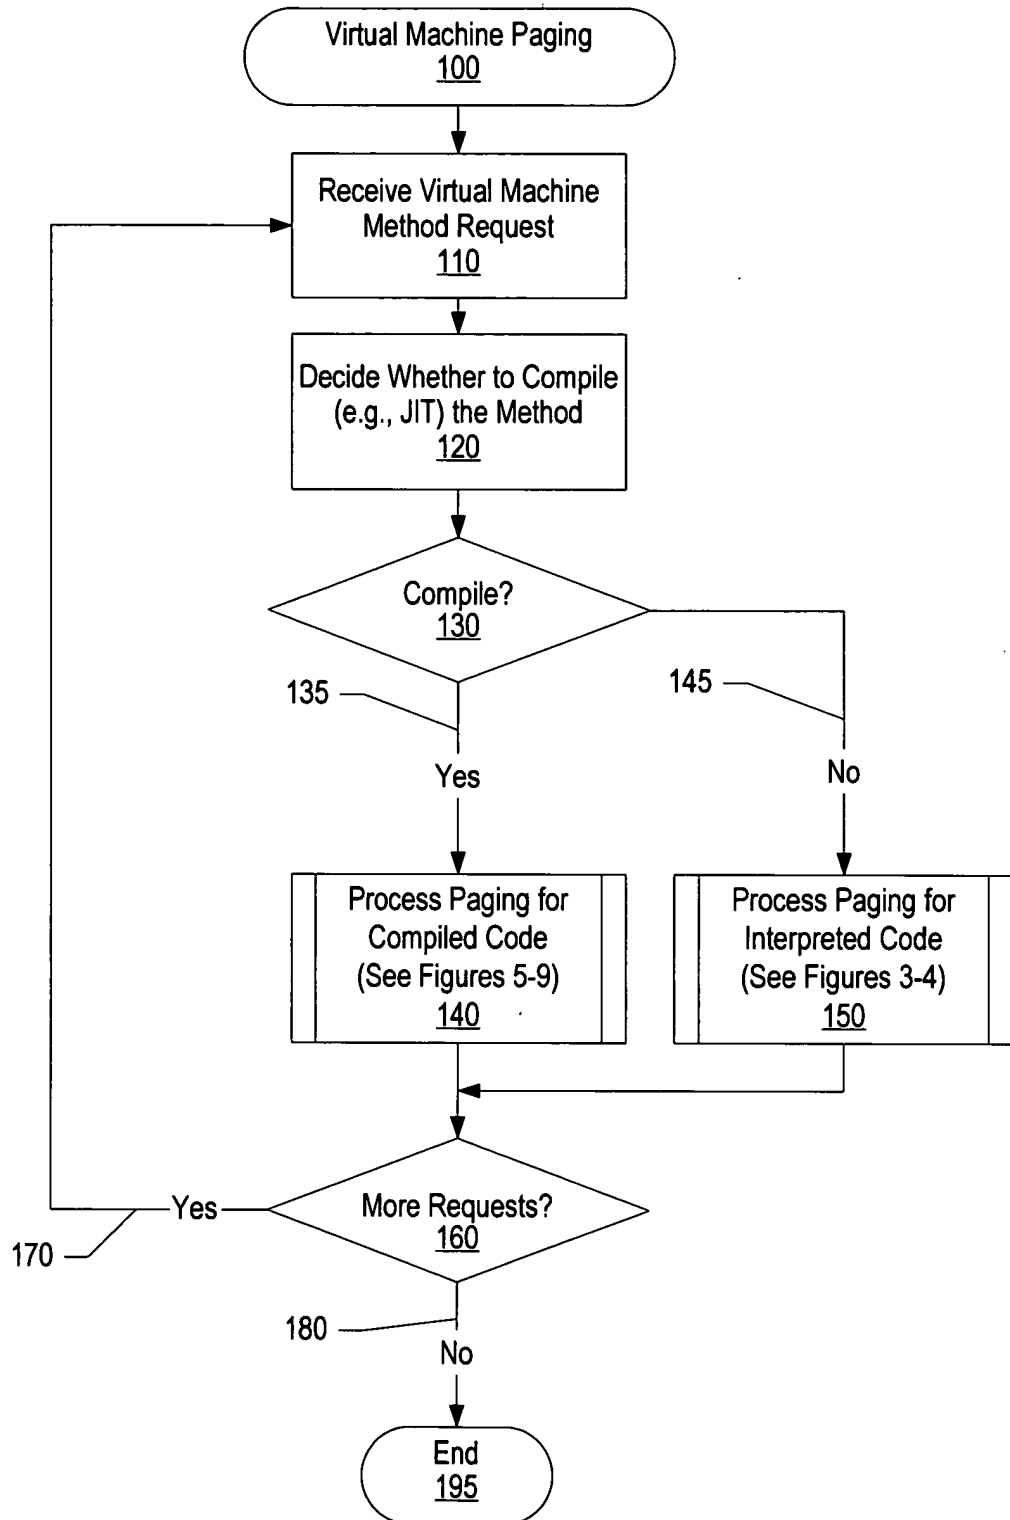 Virtual Machine Paging
100
Receive Virtual Machine
Method Request
110
Decide Whether to Compile
(e.g., JIT) the Method
120
Compile?
130
135
145
Yes
No
Process Paging for
Compiled Code
(See Figures 5-9)
140
Process Paging for
Interpreted Code
(See Figures 3-4)
150
More Requests?
160
Yes
170
180
No
End
195